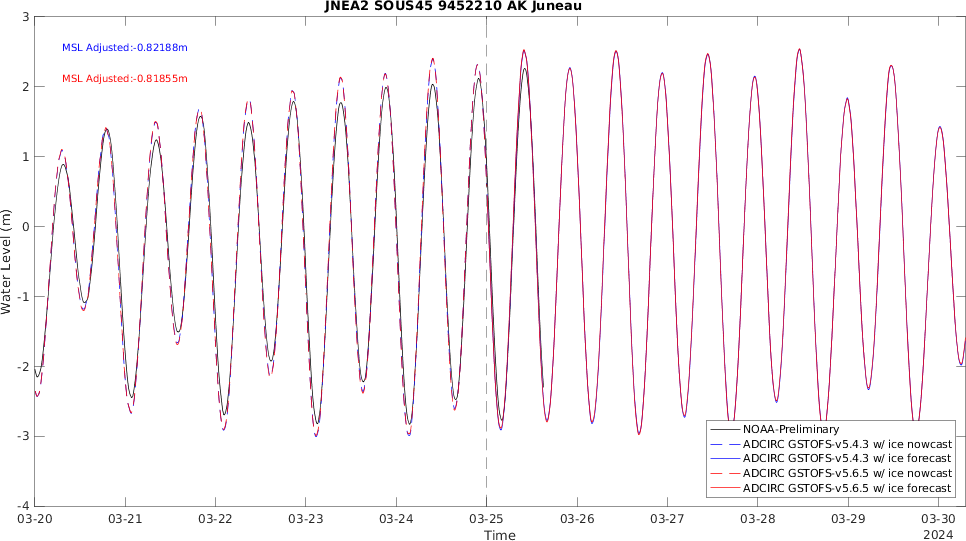 JNEA2 SOUS45 9452210 AK Juneau
MSL Adjusted:-0.82188m
MSL Adjusted:-0.81855m
Water Level (m)
3
2
1
0
-1
-2
-3
-4
NOAA-Preliminary
ADCIRC GSTOFS-v5.4.3 w/ ice nowcast
ADCIRC GSTOFS-v5.4.3 w/ ice forecast
ADCIRC GSTOFS-v5.6.5 w/ ice nowcast
ADCIRC GSTOFS-v5.6.5 w/ ice forecast
03-20 03-21 03-22 03-23 03-24 03-25 03-26 03-27 03-28 03-29 03-30
Time
2024